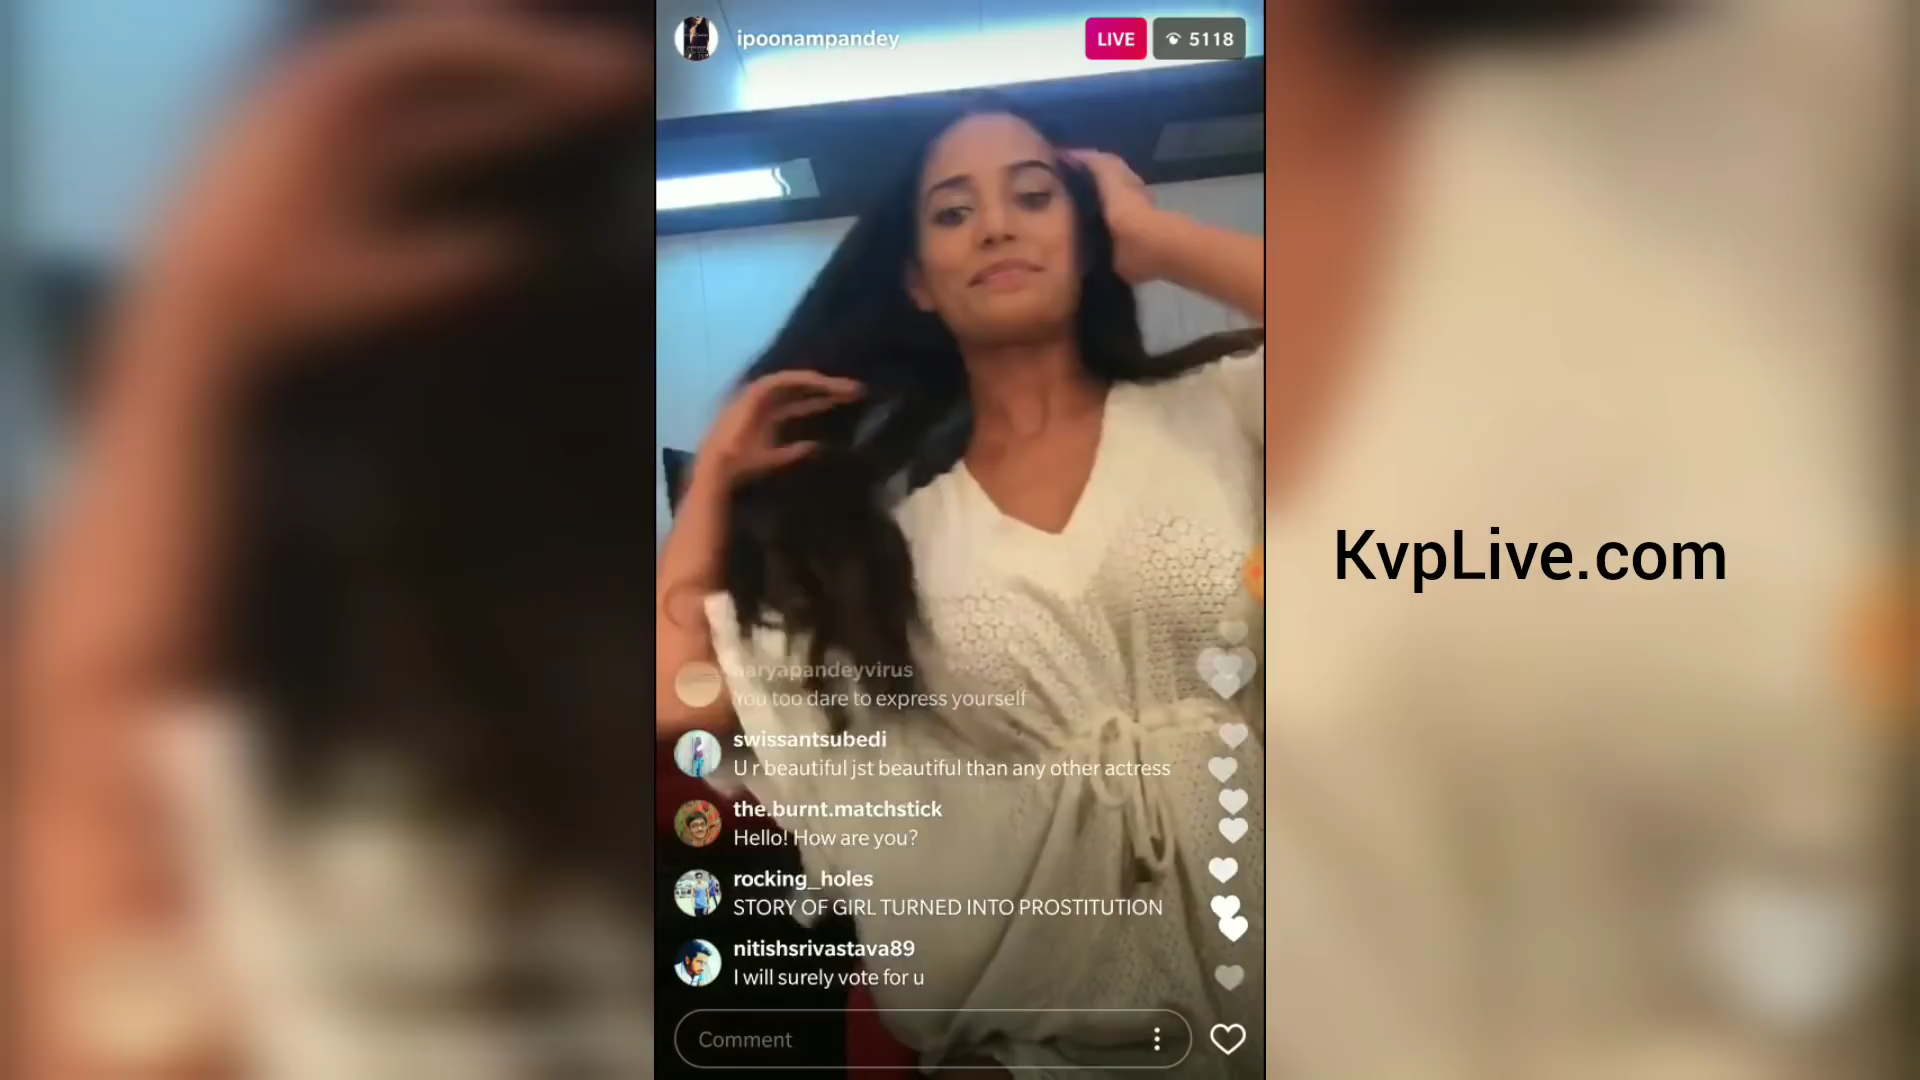 ipoonampandey
LIVE
5118
KvpLive.com
aryapandeyvirus
You too dare to express yourself
swissantsubedi
U r beautiful jst beautiful than any other actress
the.burnt.matchstick
Hello! How are you?
rocking_holes
STORY OF GIRL TURNED INTO PROSTITUTION
nitishsrivastava89
I will surely vote for u
Comment